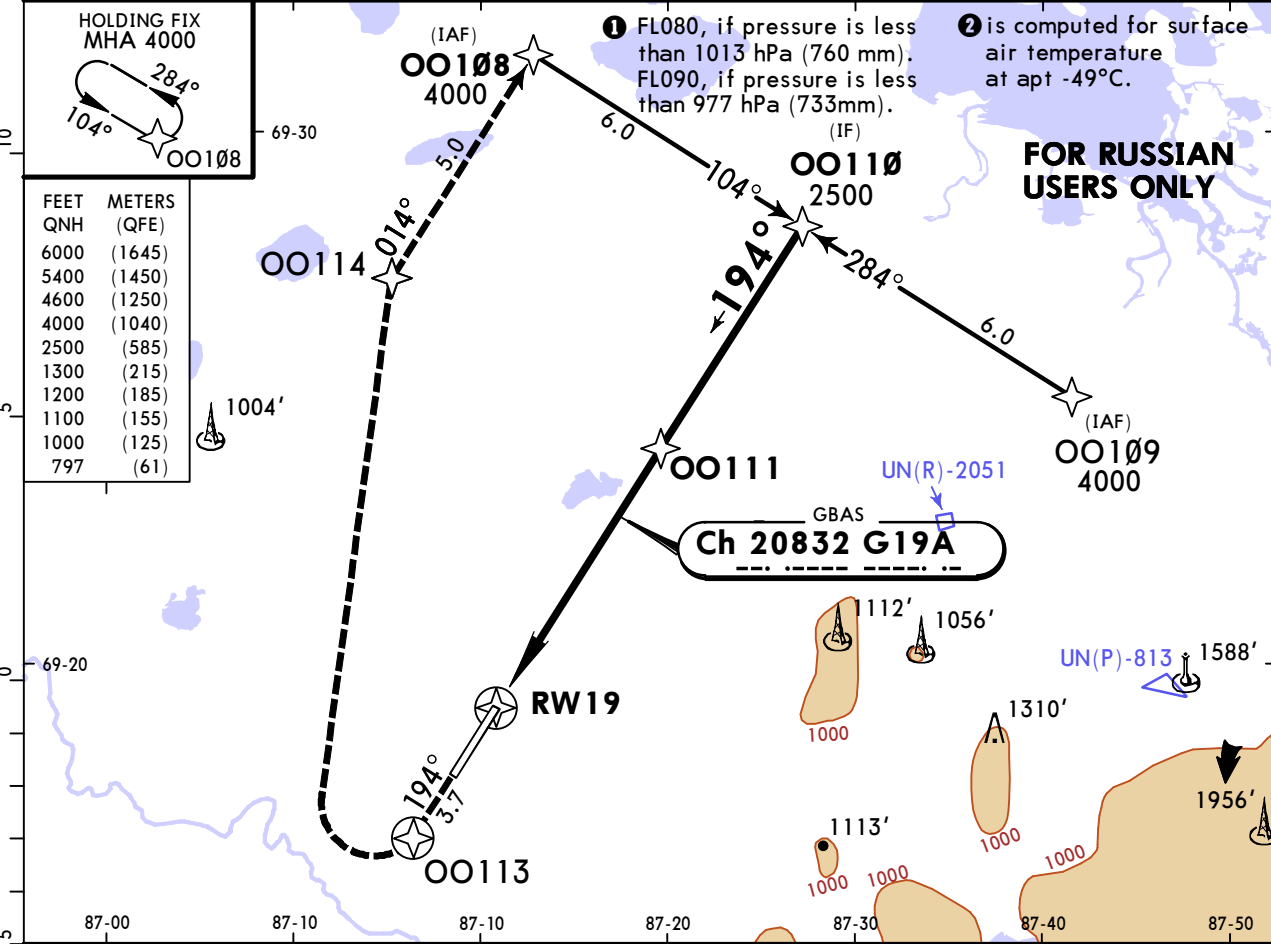 HOLDING FIX
MHA 4000
284°
104°
OO108
(IAF)
OO1Ø8
4000
❶ FL080, if pressure is less
than 1013 hPa (760 mm).
FL090, if pressure is less
than 977 hPa (733mm).
❷ is computed for surface
air temperature
at apt -49°C.
FOR RUSSIAN
USERS ONLY
10
69-30
5.0
6.0
104°
(IF)
OO11Ø
2500
FEET METERS
QNH (QFE)
6000 (1645)
5400 (1450)
4600 (1250)
4000 (1040)
2500 (585)
1300 (215)
1200 (185)
1100 (155)
1000 (125)
797 (61)
014°
OO114
194°
284°
6.0
5
1004'
(IAF)
OO1Ø9
4000
OO111
UN(R)-2051
GBAS
Ch 20832 G19A
1112'
1056'
UN(P)-813
1588'
0
69-20
RW19
1000
1310'
194°
3.7
1956'
1113'
1000
1000
1000
1000
OO113
5
87-00
87-10
87-10
87-20
87-30
87-40
87-50